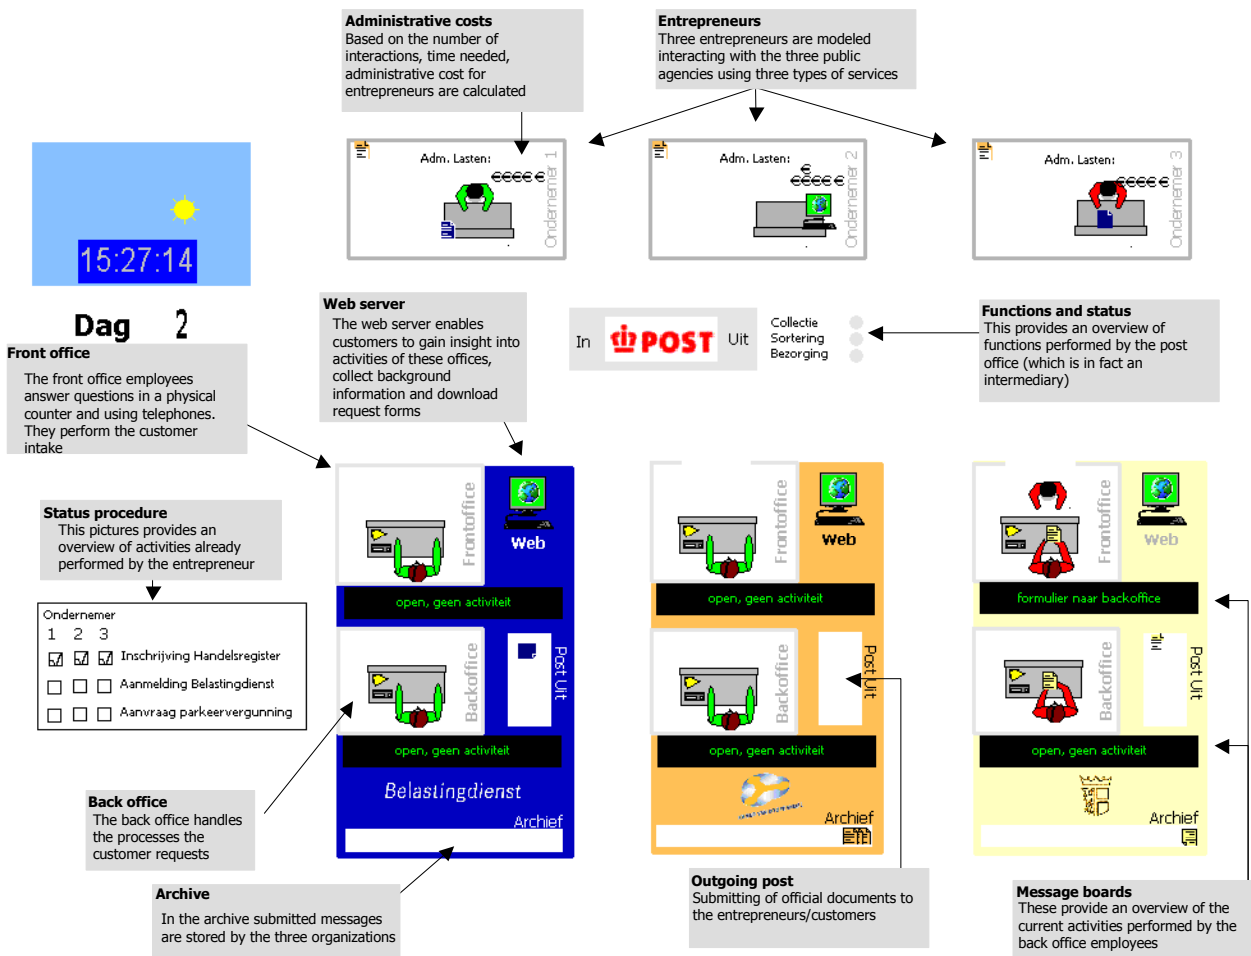 Administrative costs
Based on the number of
interactions, time needed,
administrative cost for
entrepreneurs are calculated
Entrepreneurs
Three entrepreneurs are modeled
interacting with the three public
agencies using three types of services
Adm. Lasten:
€€€€€
Ondernemer 1
Adm. Lasten:
€
€€€€€
Ondernemer 2
Adm. Lasten:
€€€€€
Ondernemer 3
15:27:14
Dag 2
Front office
The front office employees
answer questions in a physical
counter and using telephones.
They perform the customer
intake
Web server
The web server enables
customers to gain insight into
activities of these offices,
collect background
information and download
request forms
In
POST
Uit
Collectie
Sortering
Bezorging
Functions and status
This provides an overview of
functions performed by the post
office (which is in fact an
intermediary)
Status procedure
This pictures provides an
overview of activities already
performed by the entrepreneur
Ondernemer
1 2 3
Inschrijving Handelsregister
Aanmelding Belastingdienst
Aanvraag parkeervergunning
Frontoffice
Web
open, geen activiteit
Backoffice
Post Uit
open, geen activiteit
Belastingdienst
Archief
Frontoffice
Web
open, geen activiteit
Backoffice
Post Uit
open, geen activiteit
Archief
Frontoffice
Web
formulier naar backoffice
Backoffice
Post Uit
open, geen activiteit
Archief
Back office
The back office handles
the processes the
customer requests
Archive
In the archive submitted messages
are stored by the three organizations
Outgoing post
Submitting of official documents to
the entrepreneurs/customers
Message boards
These provide an overview of the
current activities performed by the
back office employees